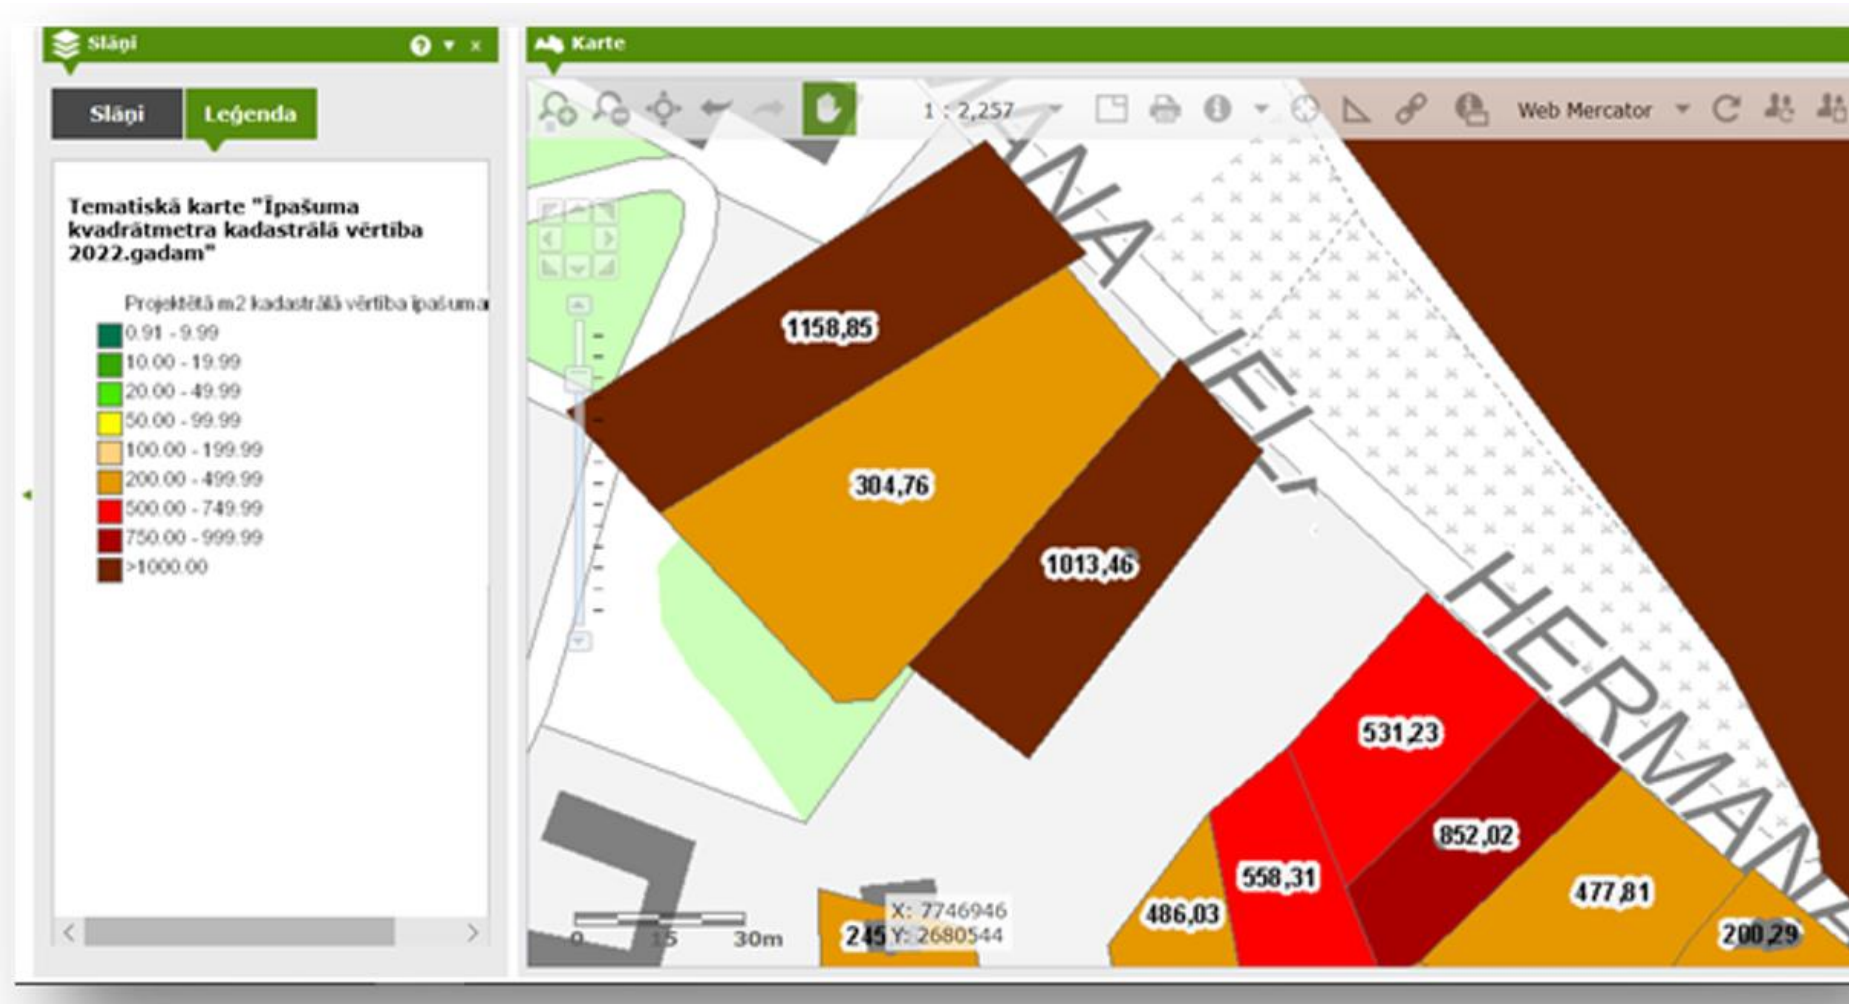 Slāņi
Karte
Slāņi
Leģenda
1 : 2,257
Web Mercator
Tematiskā karte "Īpašuma
kvadrātmetra kadastrālā vērtība
2022.gadam"
Projektētā m2 kadastrālā vērtība īpašuma
0.91 - 9.99
10.00 - 19.99
20.00 - 49.99
50.00 - 99.99
100.00 - 199.99
200.00 - 499.99
500.00 - 749.99
750.00 - 999.99
>1000.00
1158,85
304,76
1013,46
531,23
852,02
558,31
477,81
486,03
200,29
245
X: 7746946
Y: 2680544
0 15 30m
HERMAŅA